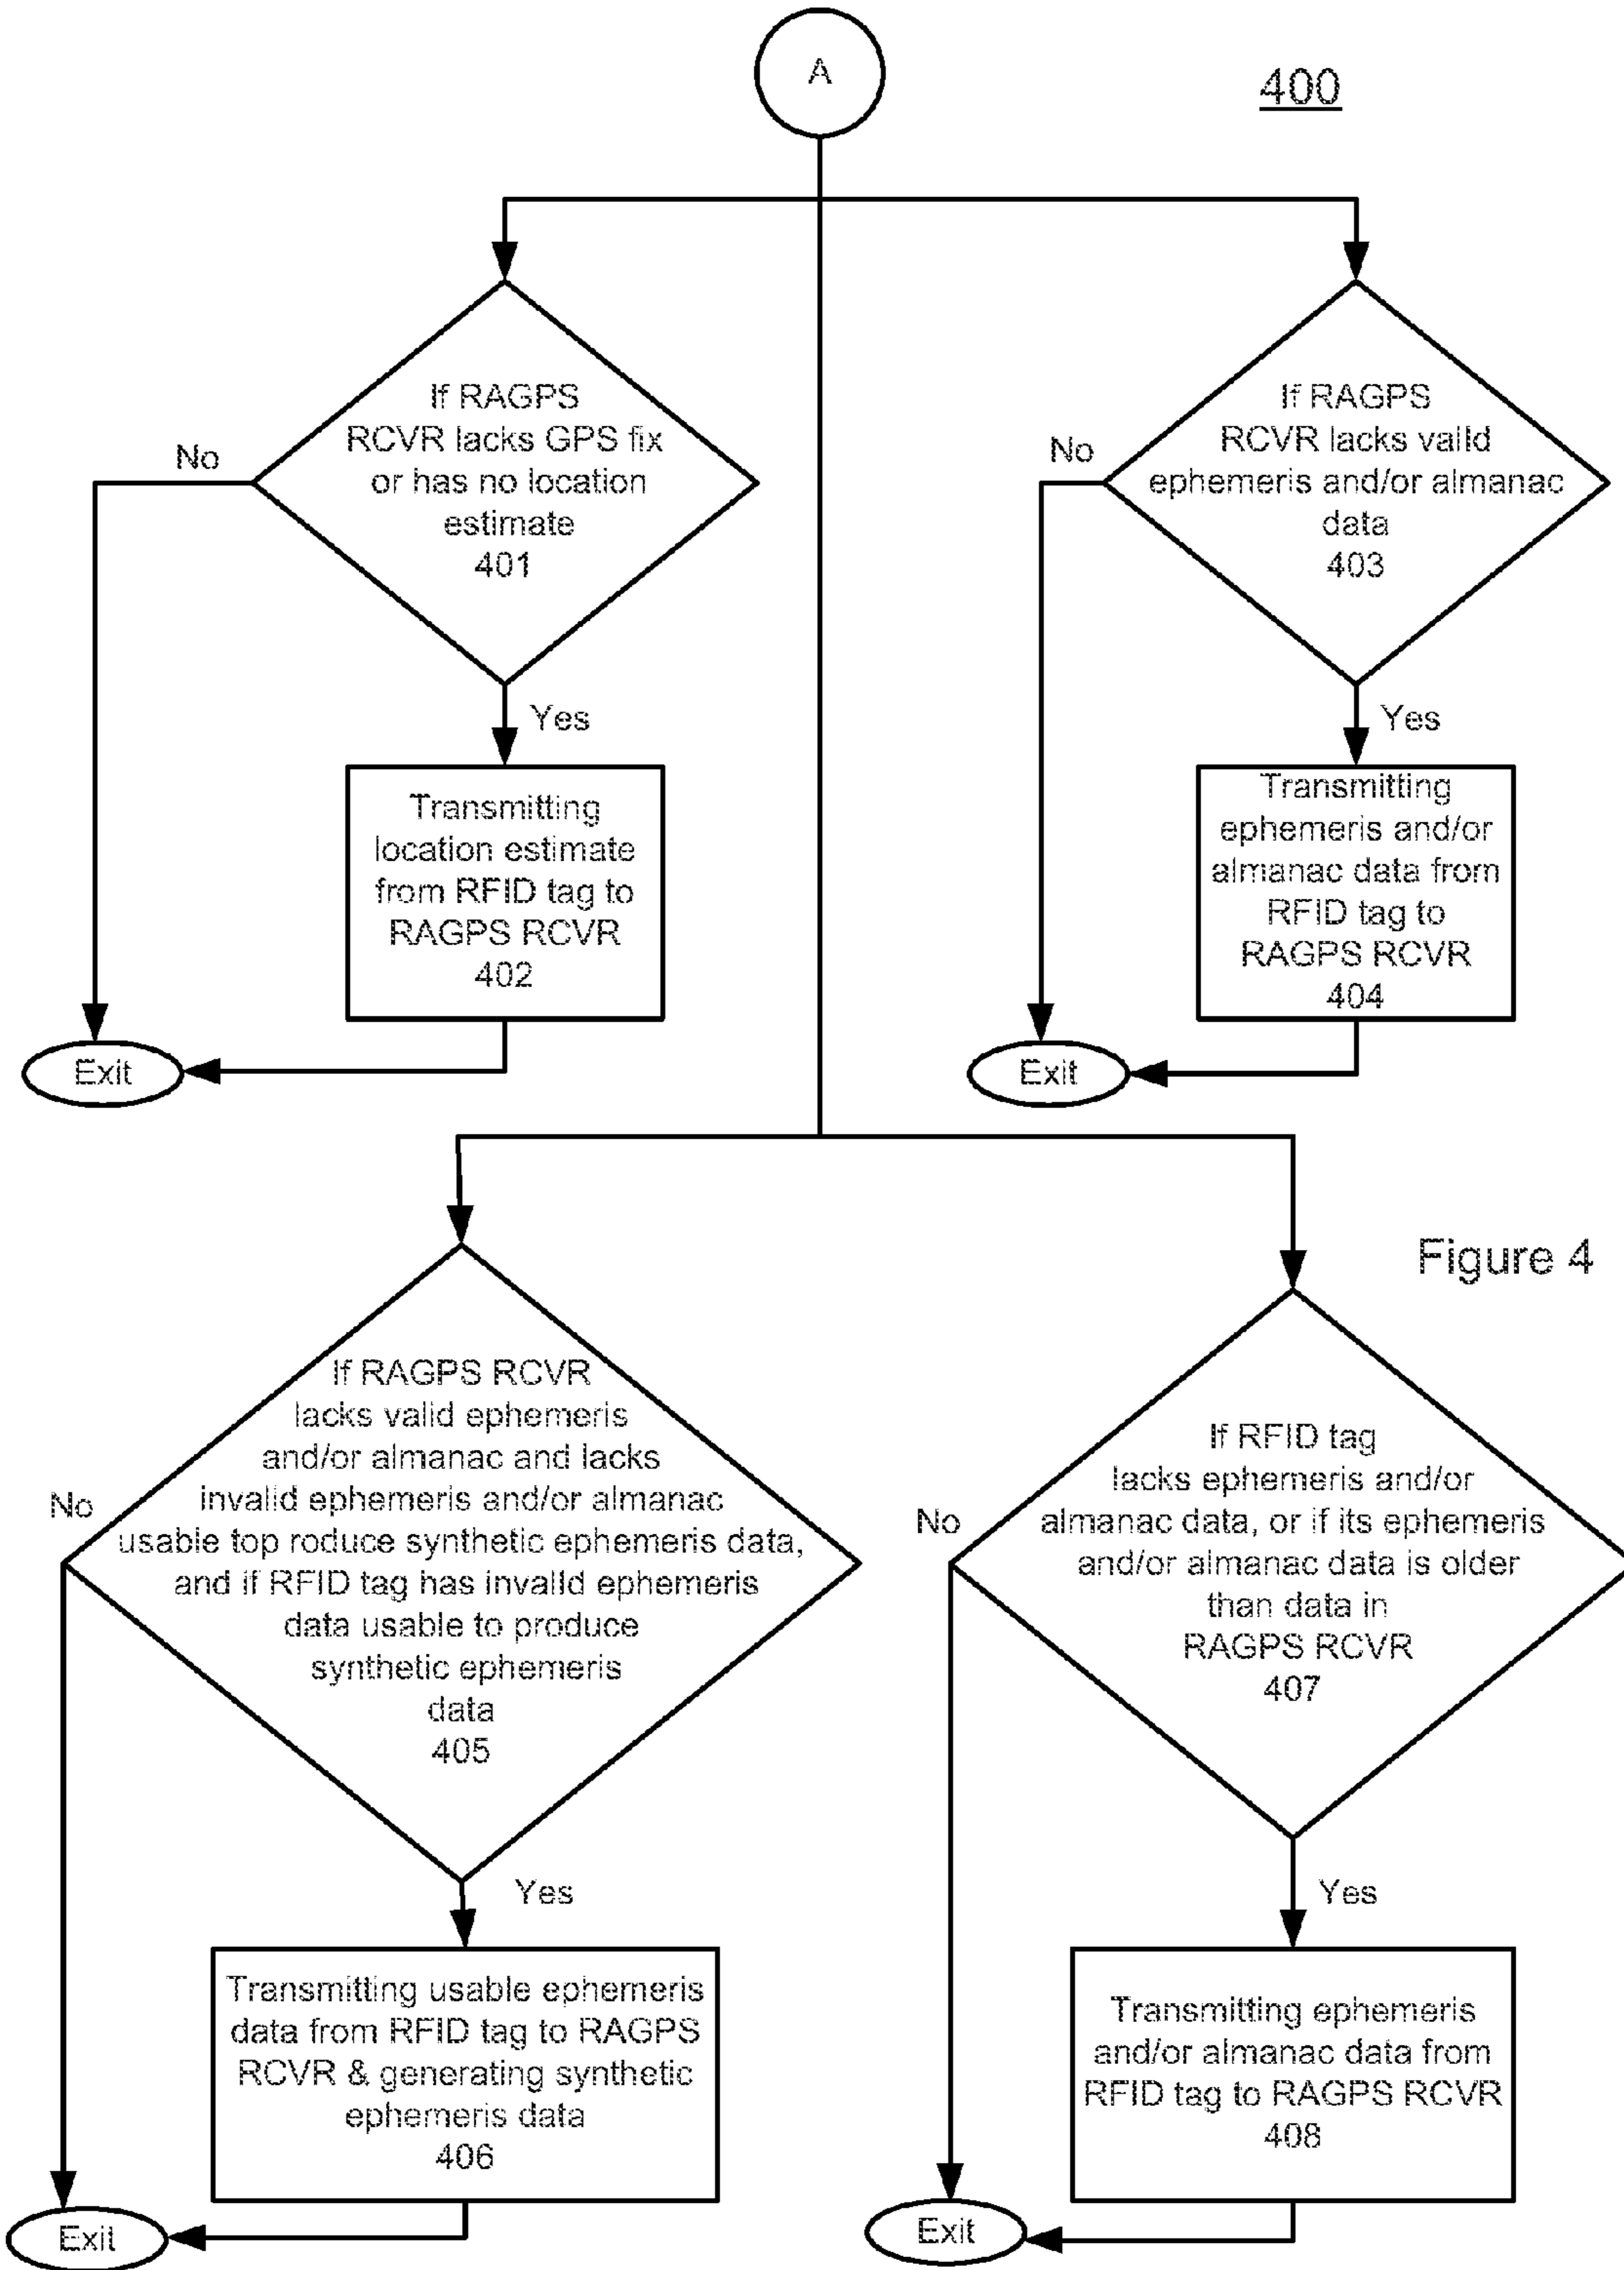 A
400
If RAGPS
RCVR lacks GPS fix
or has no location
estimate
401
No
Yes
Transmitting
location estimate
from RFID tag to
RAGPS RCVR
402
Exit
If RAGPS
RCVR lacks valid
ephemeris and/or almanac
data
403
No
Yes
Transmitting
ephemeris and/or
almanac data from
RFID tag to
RAGPS RCVR
404
Exit
Figure 4
If RAGPS RCVR
lacks valid ephemeris
and/or almanac and lacks
invalid ephemeris and/or almanac
usable top roduce synthetic ephemeris data,
and if RFID tag has invalid ephemeris
data usable to produce
synthetic ephemeris
data
405
No
Yes
Transmitting usable ephemeris
data from RFID tag to RAGPS
RCVR & generating synthetic
ephemeris data
406
Exit
If RFID tag
lacks ephemeris and/or
almanac data, or if its ephemeris
and/or almanac data is older
than data in
RAGPS RCVR
407
No
Yes
Transmitting ephemeris
and/or almanac data from
RFID tag to RAGPS RCVR
408
Exit